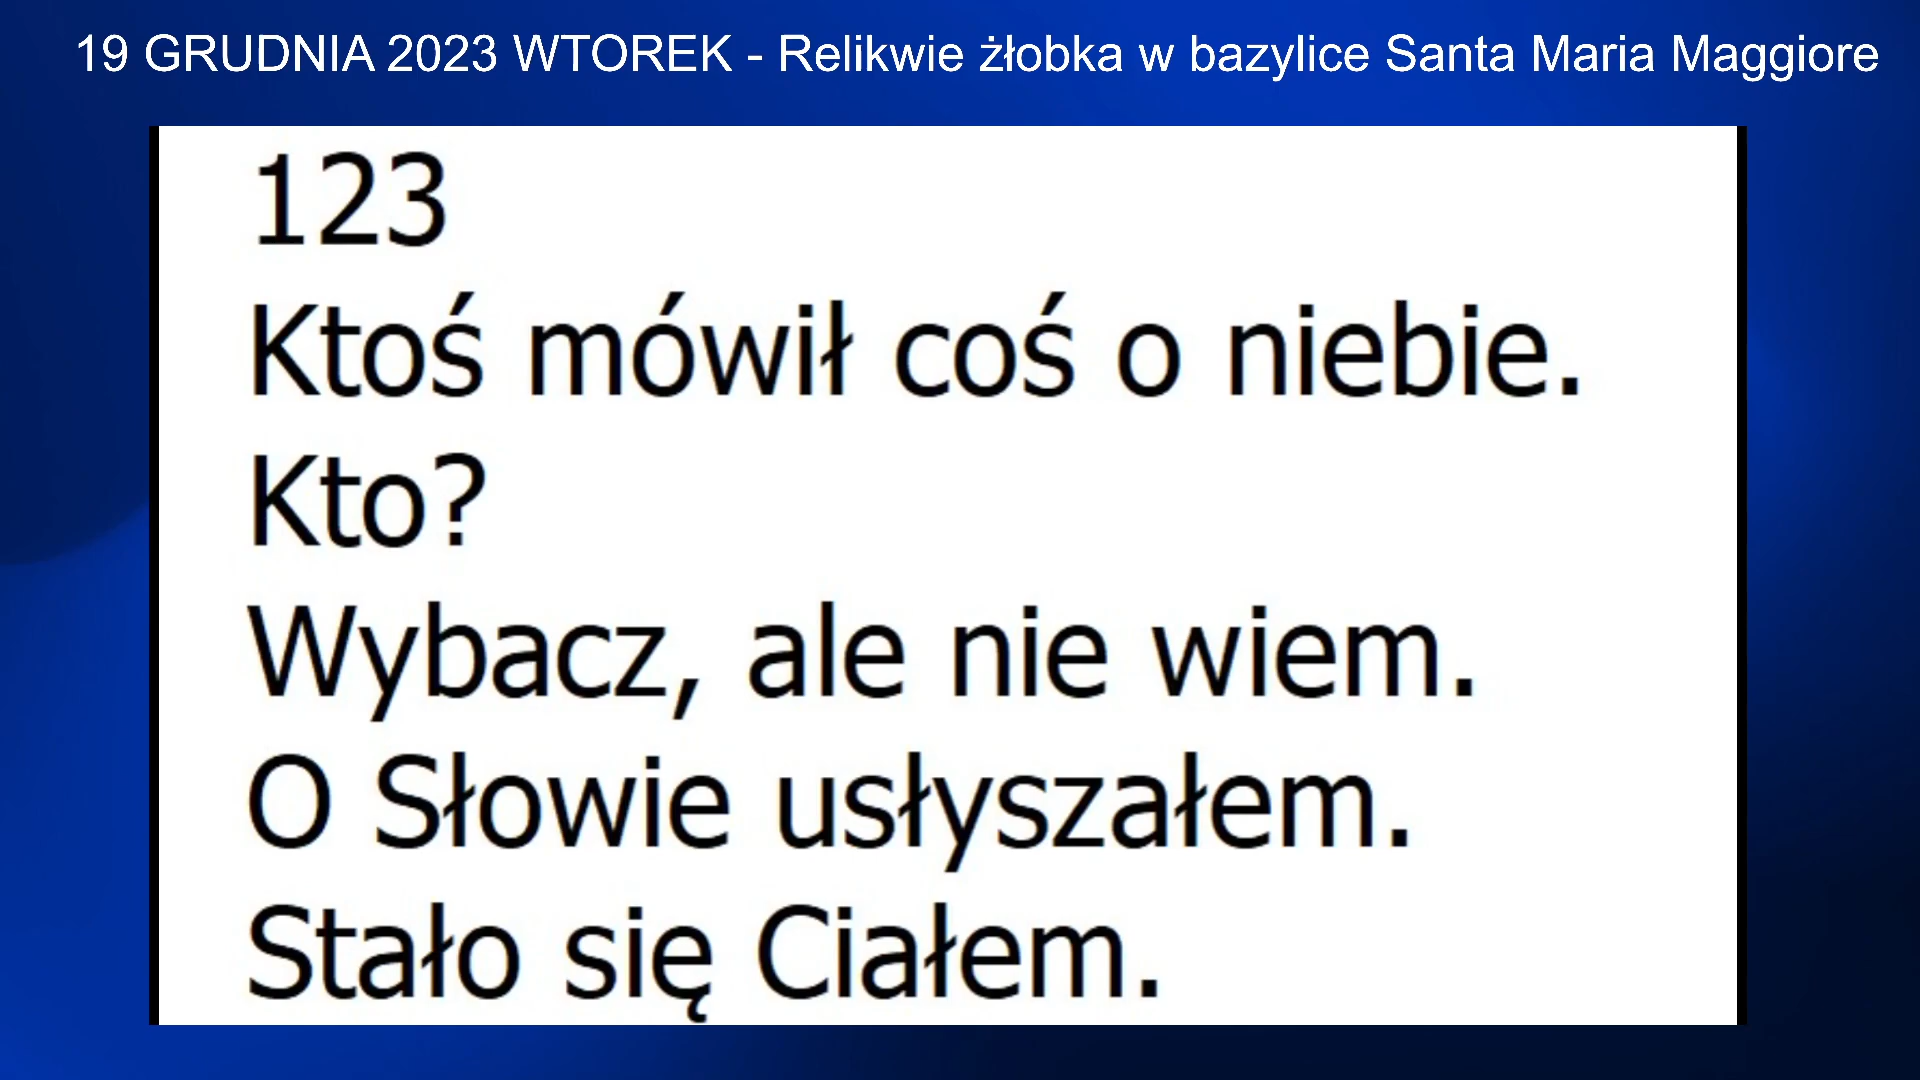 19 GRUDNIA 2023 WTOREK - Relikwie żłobka w bazylice Santa Maria Maggiore
123
Ktoś mówił coś o niebie.
Kto?
Wybacz, ale nie wiem.
O Słowie usłyszałem.
Stało się Ciałem.